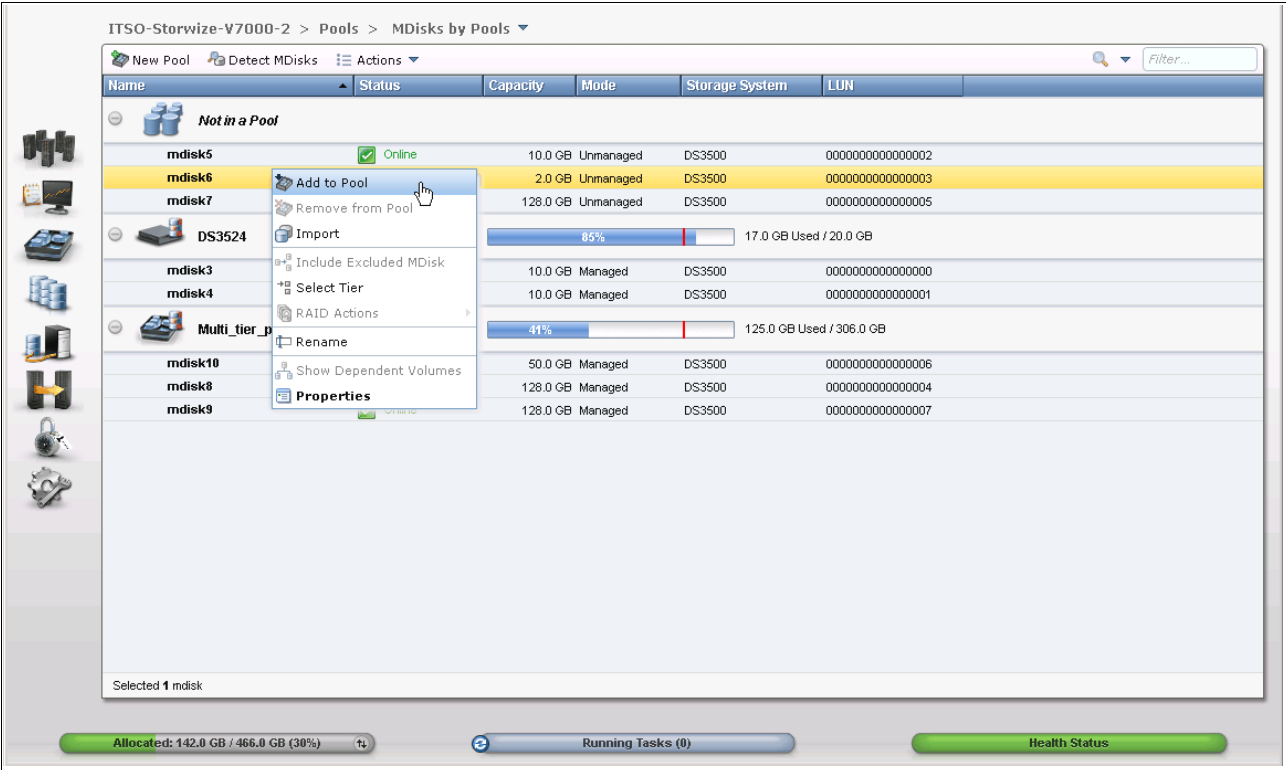 ITSO-Storwize-V7000-2 > Pools > MDisks by Pools
New Pool Detect MDisks Actions Filter...
Name Status Capacity Mode Storage System LUN
Not in a Pool
mdisk5 Online 10.0 GB Unmanaged DS3500 0000000000000002
mdisk6 2.0 GB Unmanaged DS3500 0000000000000003
mdisk7 128.0 GB Unmanaged DS3500 0000000000000005
DS3524 85% 17.0 GB Used / 20.0 GB
mdisk3 10.0 GB Managed DS3500 0000000000000000
mdisk4 10.0 GB Managed DS3500 0000000000000001
Multi_tier_p 41% 125.0 GB Used / 306.0 GB
mdisk10 50.0 GB Managed DS3500 0000000000000006
mdisk8 128.0 GB Managed DS3500 0000000000000004
mdisk9 Online 128.0 GB Managed DS3500 0000000000000007
Add to Pool
Remove from Pool
Import
Include Excluded MDisk
Select Tier
RAID Actions
Rename
Show Dependent Volumes
Properties
Selected 1 mdisk
Allocated: 142.0 GB / 466.0 GB (30%) Running Tasks (0) Health Status